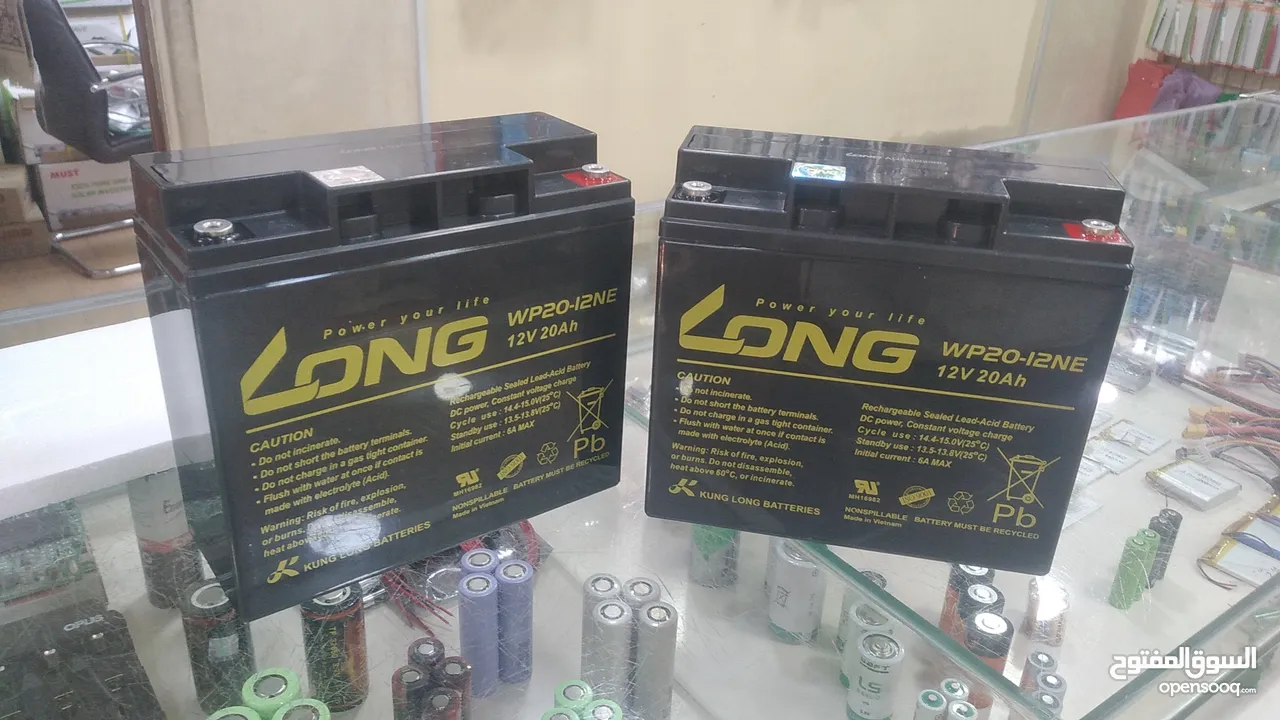 MUST
Power your life
LONG
WP20-12NE
12V 20Ah
CAUTION
- Do not incinerate.
- Do not short the battery terminals.
- Do not charge in a gas tight container.
- Flush with water at once if contact is
made with electrolyte (Acid).
Warning: Risk of fire, explosion,
or burns.
heat above
KUNG LONG BATTERIES
Rechargeable Sealed Lead-Acid Battery
DC power, Constant voltage charge
Cycle use : 14.4-15.0V(25°C)
Standby use : 13.5-13.8V(25°C)
Initial current : 6A MAX
Pb
MH16982
NONSPILLABLE BATTERY MUST BE RECYCLED
Made in Vietnam
Power your life
LONG
WP20-12NE
12V 20Ah
CAUTION
- Do not incinerate.
- Do not short the battery terminals.
- Do not charge in a gas tight container.
- Flush with water at once if contact is
made with electrolyte (Acid).
Warning: Risk of fire, explosion,
or burns. Do not disassemble,
heat above 60°C, or incinerate.
KUNG LONG BATTERIES
Rechargeable Sealed Lead-Acid Battery
DC power, Constant voltage charge
Cycle use : 14.4-15.0V(25°C)
Standby use : 13.5-13.8V(25°C)
Initial current : 6A MAX
Pb
MH16982
NONSPILLABLE BATTERY MUST BE RECYCLED
Made in Vietnam
OPUS
LS
السوق المفتوح
opensooq.com